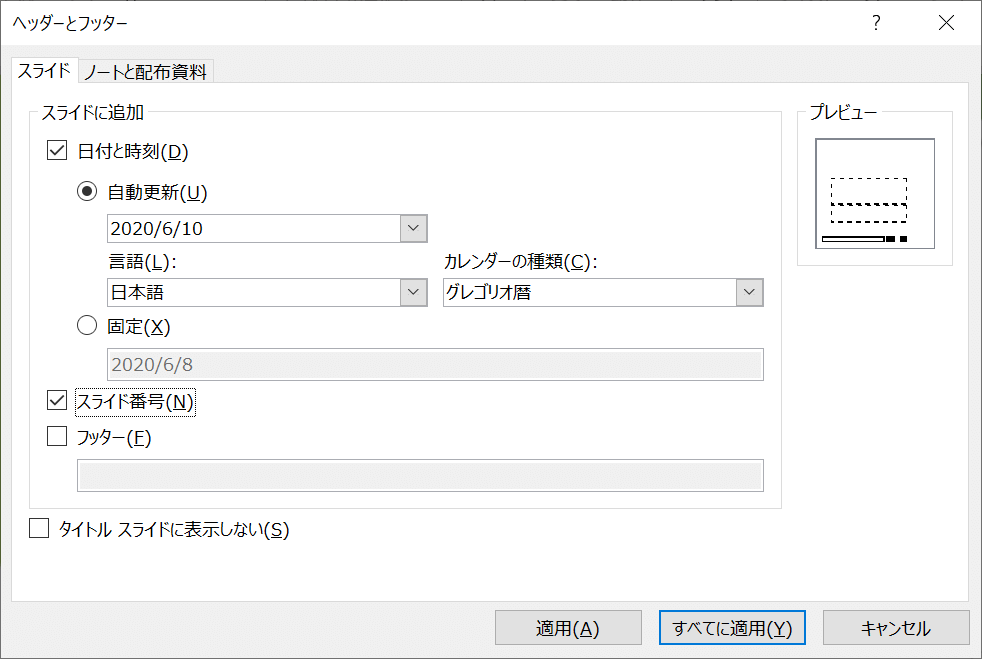 ヘッダーとフッター
?
スライド
ノートと配布資料
スライドに追加
プレビュー
日付と時刻(D)
自動更新(U)
2020/6/10
言語(L):
カレンダーの種類(C):
日本語
グレゴリオ暦
固定(X)
2020/6/8
スライド番号(N)
フッター(F)
タイトル スライドに表示しない(S)
適用(A)
すべてに適用(Y)
キャンセル